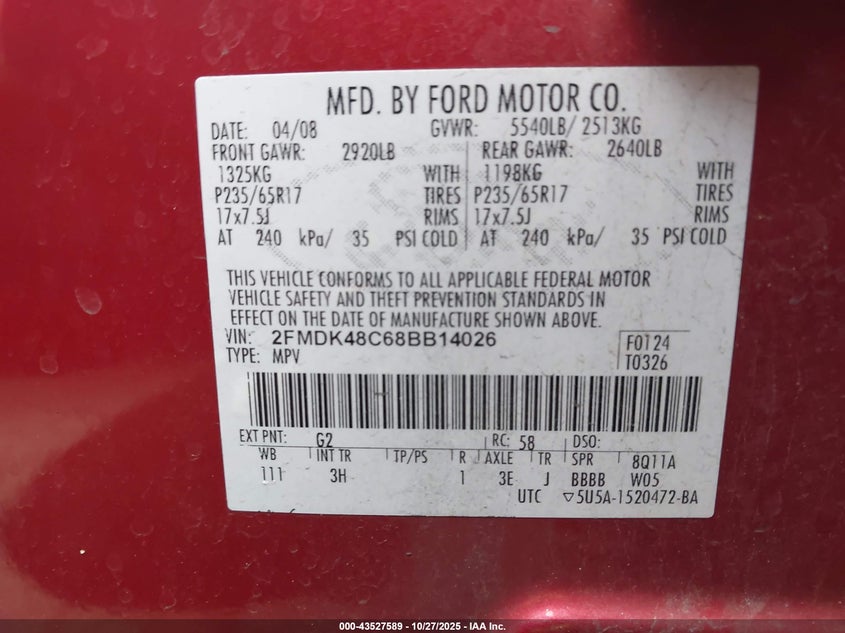 MFD. BY FORD MOTOR CO.
DATE: 04/08 GVWR: 5540LB/ 2513KG
FRONT GAWR: 2920LB REAR GAWR: 2640LB
1325KG WITH 1198KG WITH
P235/65R17 TIRES P235/65R17 TIRES
17x7.5J RIMS 17x7.5J RIMS
AT 240 kPa/ 35 PSI COLD AT 240 kPa/ 35 PSI COLD
THIS VEHICLE CONFORMS TO ALL APPLICABLE FEDERAL MOTOR
VEHICLE SAFETY AND THEFT PREVENTION STANDARDS IN
EFFECT ON THE DATE OF MANUFACTURE SHOWN ABOVE.
VIN: 2FMDK48C68BB14026 F0124
TYPE: MPV T0326
EXT PNT: G2 RC: 58 DSO:
WB INT TR TP/PS R AXLE TR SPR 8Q11A
111 3H 1 3E J BBBB W05
UTC ▽5U5A-1520472-BA
000-43527589 - 10/27/2025 - IAA Inc.